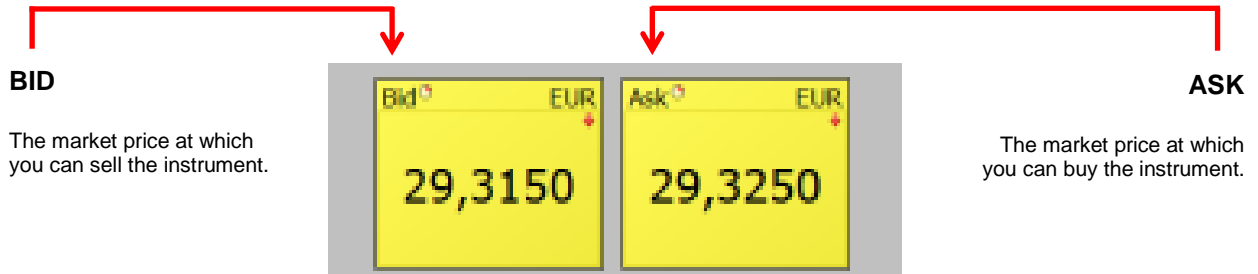 BID
The market price at which
you can sell the instrument.
Bid EUR
29,3150
Ask EUR
29,3250
ASK
The market price at which
you can buy the instrument.